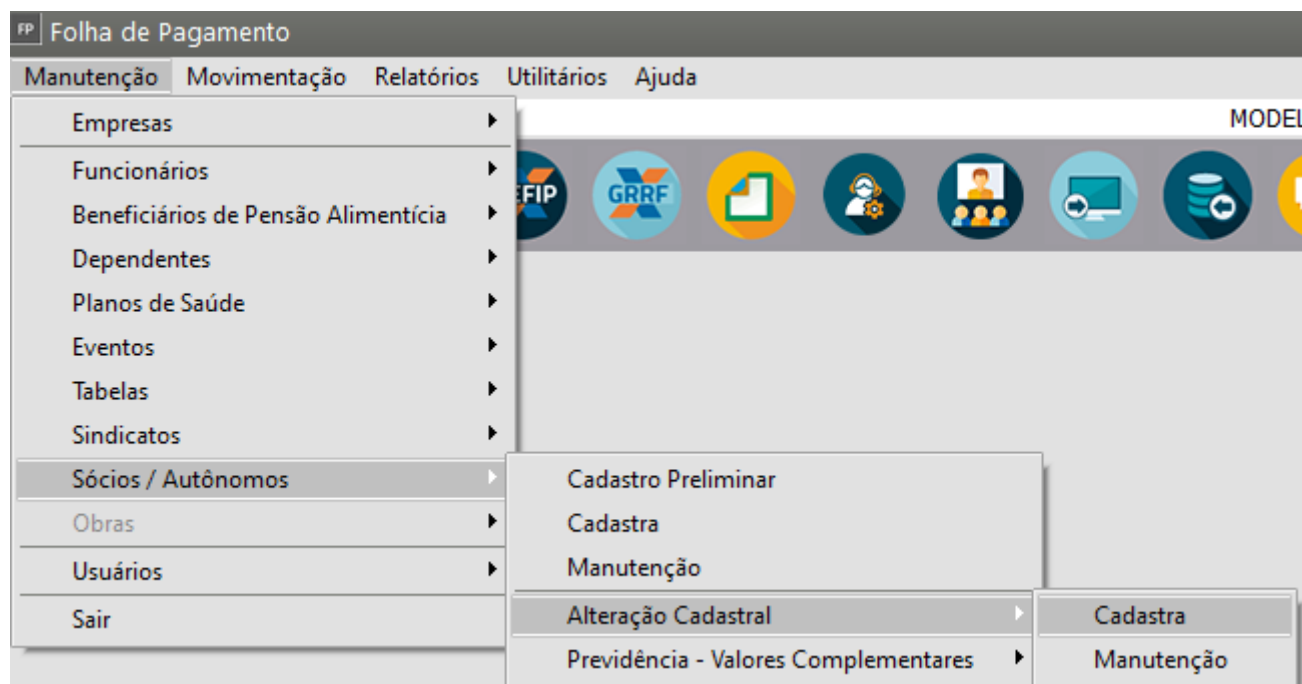 FP Folha de Pagamento
Manutenção Movimentação Relatórios Utilitários Ajuda
Empresas
MODEL
Funcionários
Beneficiários de Pensão Alimentícia
Dependentes
Planos de Saúde
Eventos
Tabelas
Sindicatos
Sócios / Autônomos
Obras
Usuários
Sair
EFIP
GRRF
Cadastro Preliminar
Cadastra
Manutenção
Alteração Cadastral
Previdência - Valores Complementares
Cadastra
Manutenção